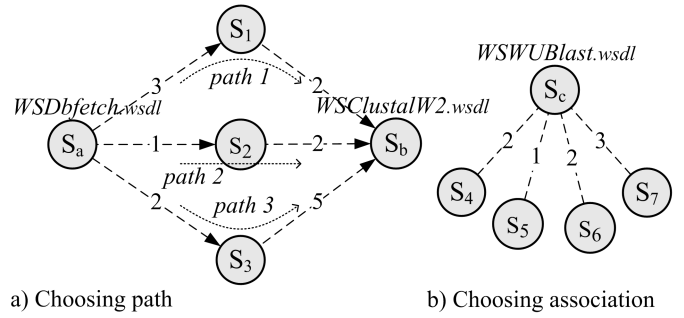 S1
3
path 1
2
WSDbfetch.wsdl
WSClustalW2.wsdl
Sa
1
S2
2
Sb
path 2
2
path 3
5
S3
a) Choosing path
WSWUBlast.wsdl
Sc
2
1
2
3
S4
S5
S6
S7
b) Choosing association